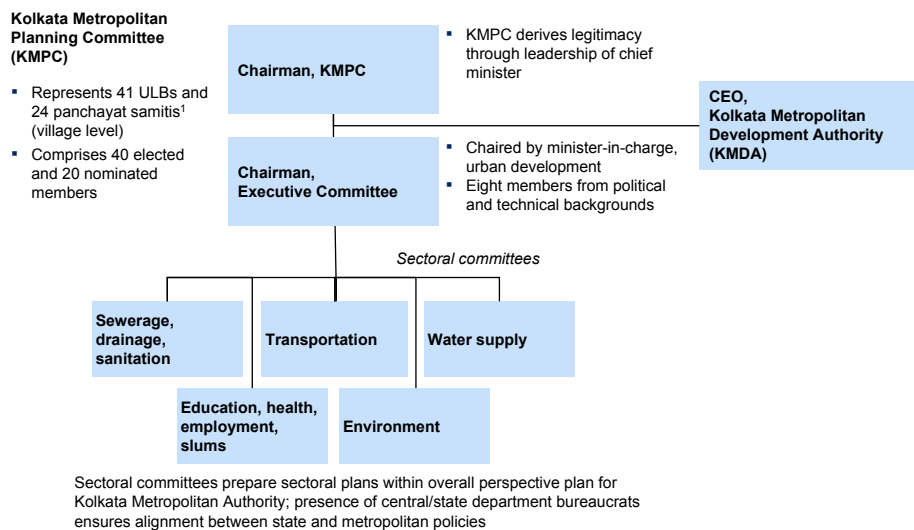 Kolkata Metropolitan
Planning Committee
(KMPC)
▪ Represents 41 ULBs and
24 panchayat samitis¹
(village level)
▪ Comprises 40 elected
and 20 nominated
members
Chairman, KMPC
▪ KMPC derives legitimacy
through leadership of chief
minister
CEO,
Kolkata Metropolitan
Development Authority
(KMDA)
Chairman,
Executive Committee
▪ Chaired by minister-in-charge,
urban development
▪ Eight members from political
and technical backgrounds
Sectoral committees
Sewerage,
drainage,
sanitation
Transportation
Water supply
Education, health,
employment,
slums
Environment
Sectoral committees prepare sectoral plans within overall perspective plan for
Kolkata Metropolitan Authority; presence of central/state department bureaucrats
ensures alignment between state and metropolitan policies